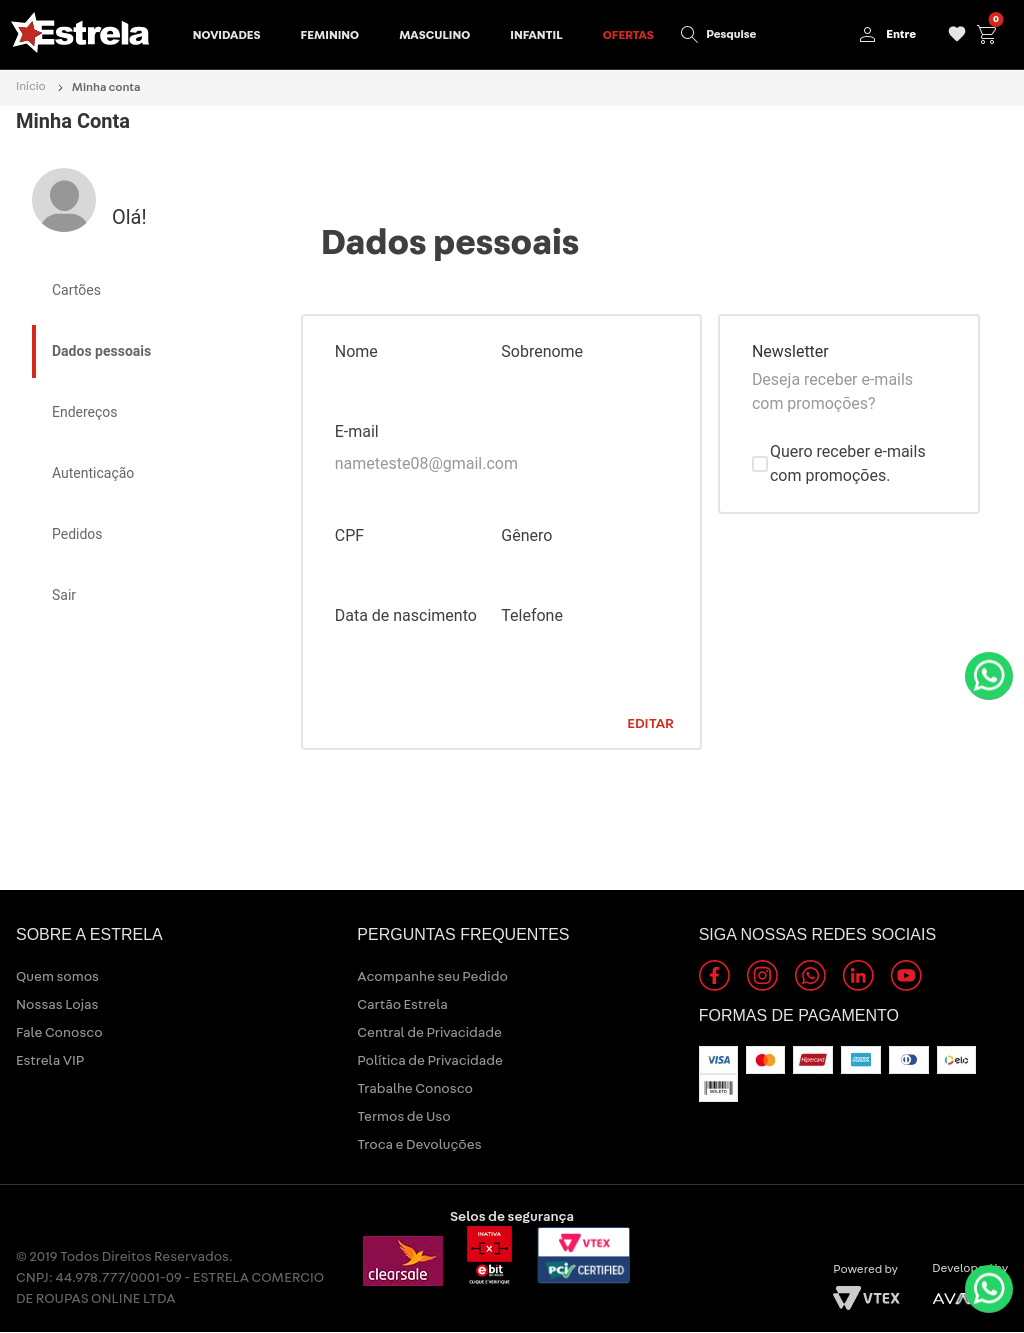 Estrela
NOVIDADES
FEMININO
MASCULINO
INFANTIL
OFERTAS
Pesquise
Entre
0
Início
Minha conta
Minha Conta
Olá!
Cartões
Dados pessoais
Endereços
Autenticação
Pedidos
Sair
Dados pessoais
Nome
Sobrenome
E-mail
nameteste08@gmail.com
CPF
Gênero
Data de nascimento
Telefone
EDITAR
Newsletter
Deseja receber e-mails
com promoções?
Quero receber e-mails
com promoções.
SOBRE A ESTRELA
Quem somos
Nossas Lojas
Fale Conosco
Estrela VIP
PERGUNTAS FREQUENTES
Acompanhe seu Pedido
Cartão Estrela
Central de Privacidade
Política de Privacidade
Trabalhe Conosco
Termos de Uso
Troca e Devoluções
SIGA NOSSAS REDES SOCIAIS
FORMAS DE PAGAMENTO
VISA
Hipercard
elo
BOLETO
Selos de segurança
clearsale
INATIVA
X
ebit
CLIQUE E VERIFIQUE
VTEX
PCI CERTIFIED
© 2019 Todos Direitos Reservados.
CNPJ: 44.978.777/0001-09 - ESTRELA COMERCIO
DE ROUPAS ONLINE LTDA
Powered by
VTEX
Developed by